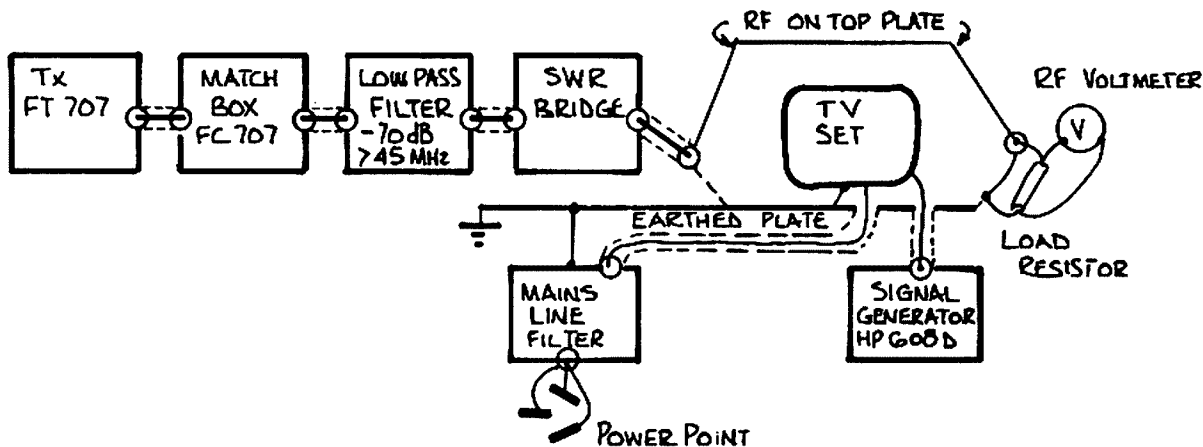 RF ON TOP PLATE
Tx
FT 707
MATCH
BOX
FC 707
LOW PASS
FILTER
-70dB
>45 MHz
SWR
BRIDGE
TV
SET
RF VOLTMETER
V
EARTHED PLATE
LOAD
RESISTOR
MAINS
LINE
FILTER
SIGNAL
GENERATOR
HP 608D
POWER POINT